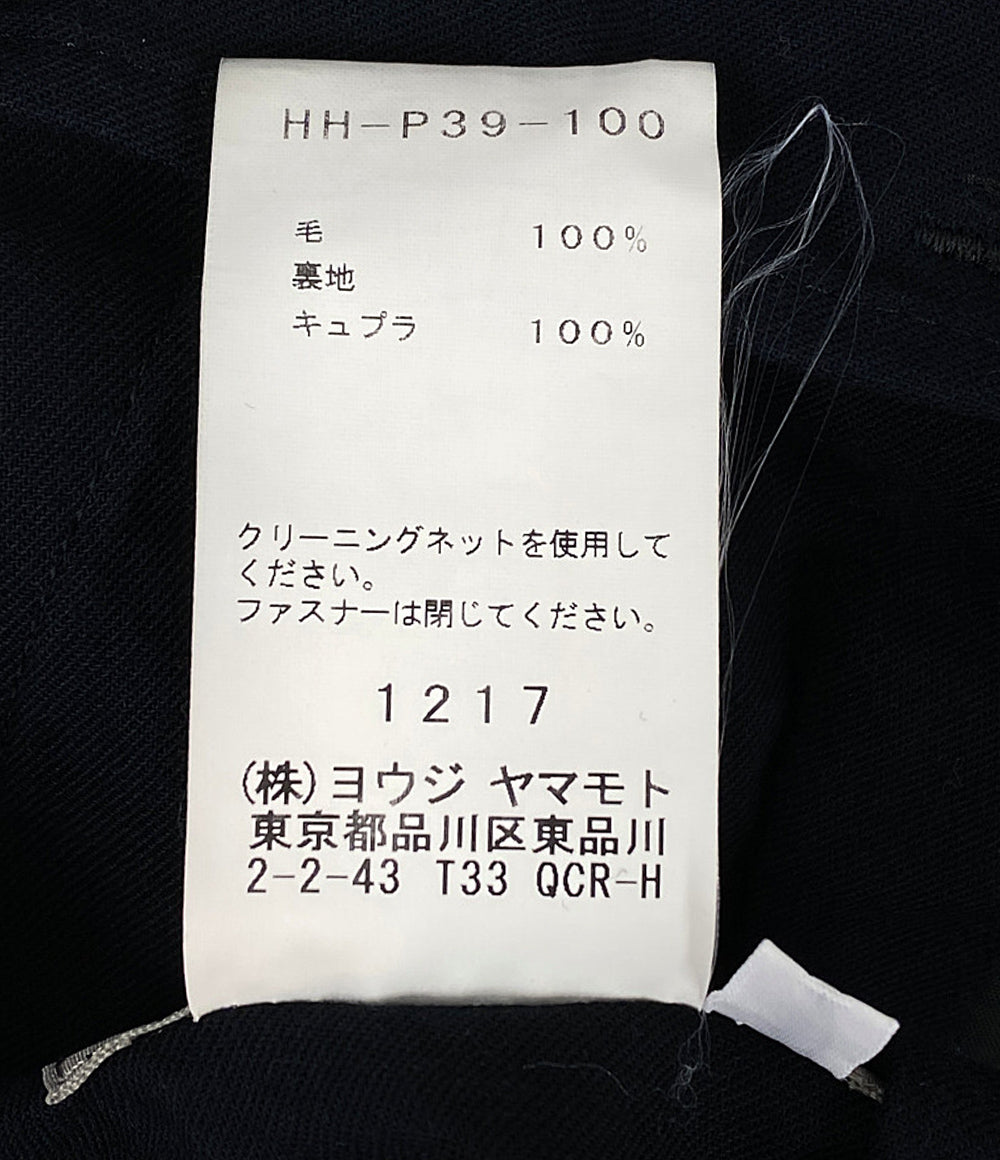 HH-P39-100
毛 100%
裏地
キュプラ 100%
クリーニングネットを使用して
ください。
ファスナーは閉じてください。
1217
(株)ヨウジ ヤマモト
東京都品川区東品川
2-2-43 T33 QCR-H